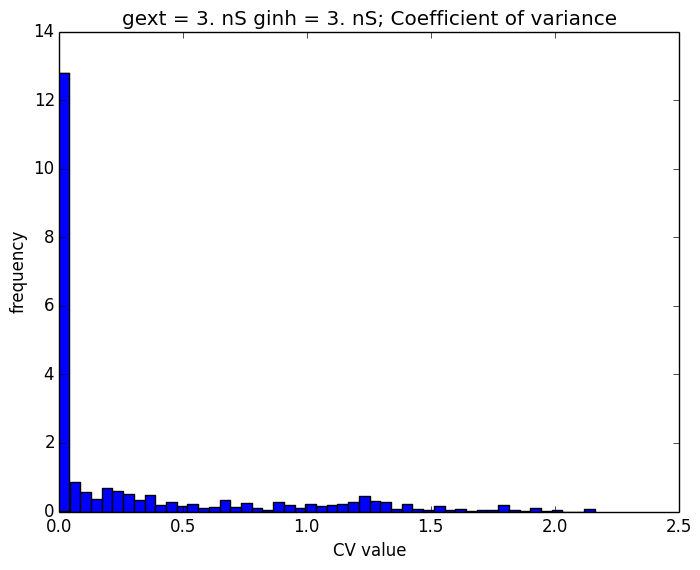 gext = 3. nS ginh = 3. nS; Coefficient of variance
14
12
10
8
6
4
2
0
frequency
0.0 0.5 1.0 1.5 2.0 2.5
CV value